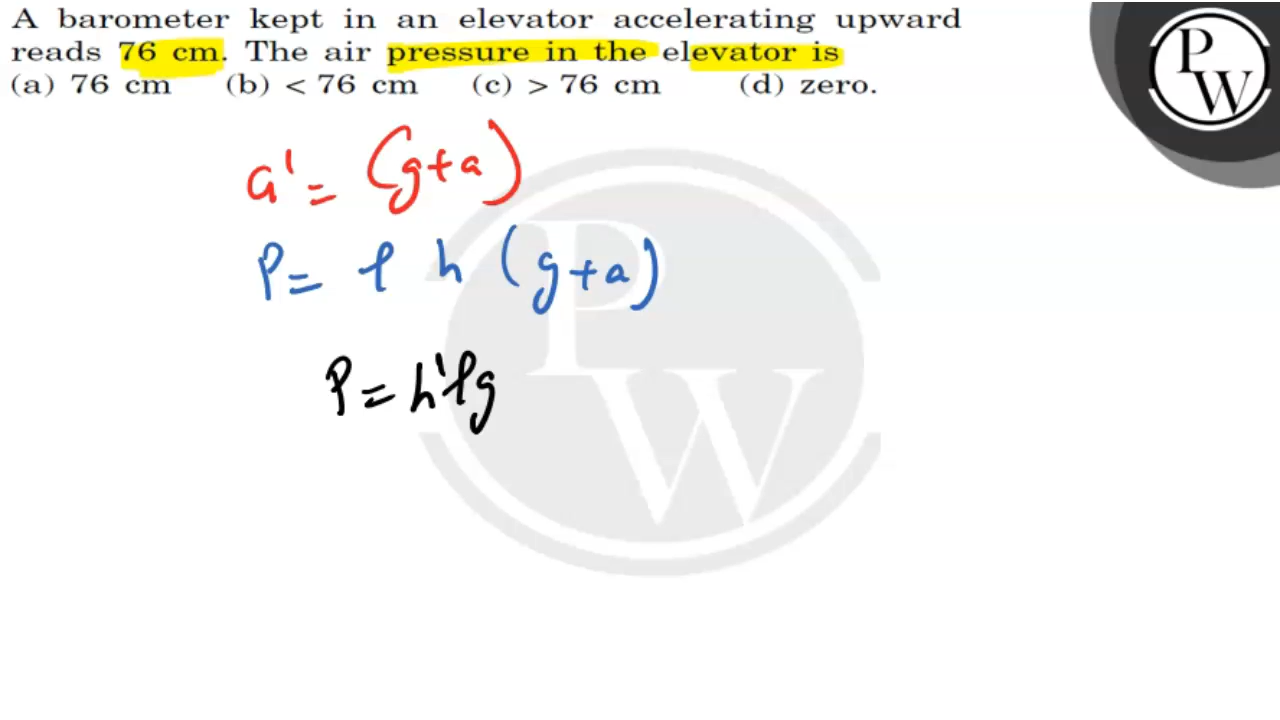 A barometer kept in an elevator accelerating upward
reads 76 cm. The air pressure in the elevator is
(a) 76 cm (b) < 76 cm (c) > 76 cm (d) zero.
a' = (g+a)
P = ρ h (g+a)
P = h'ρg
PW
PW